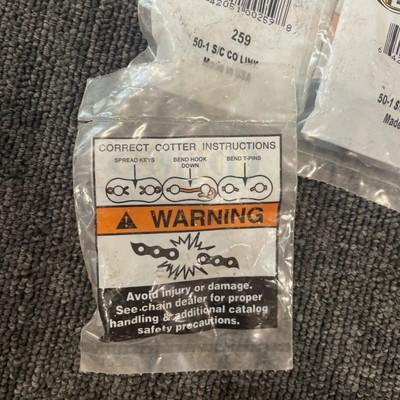 259
50-1 S/C CO LINK
Made in USA
50-1 S
Made
CORRECT COTTER INSTRUCTIONS
SPREAD KEYS
BEND HOOK DOWN
BEND T-PINS
WARNING
Avoid injury or damage.
See chain dealer for proper
handling & additional catalog
safety precautions.